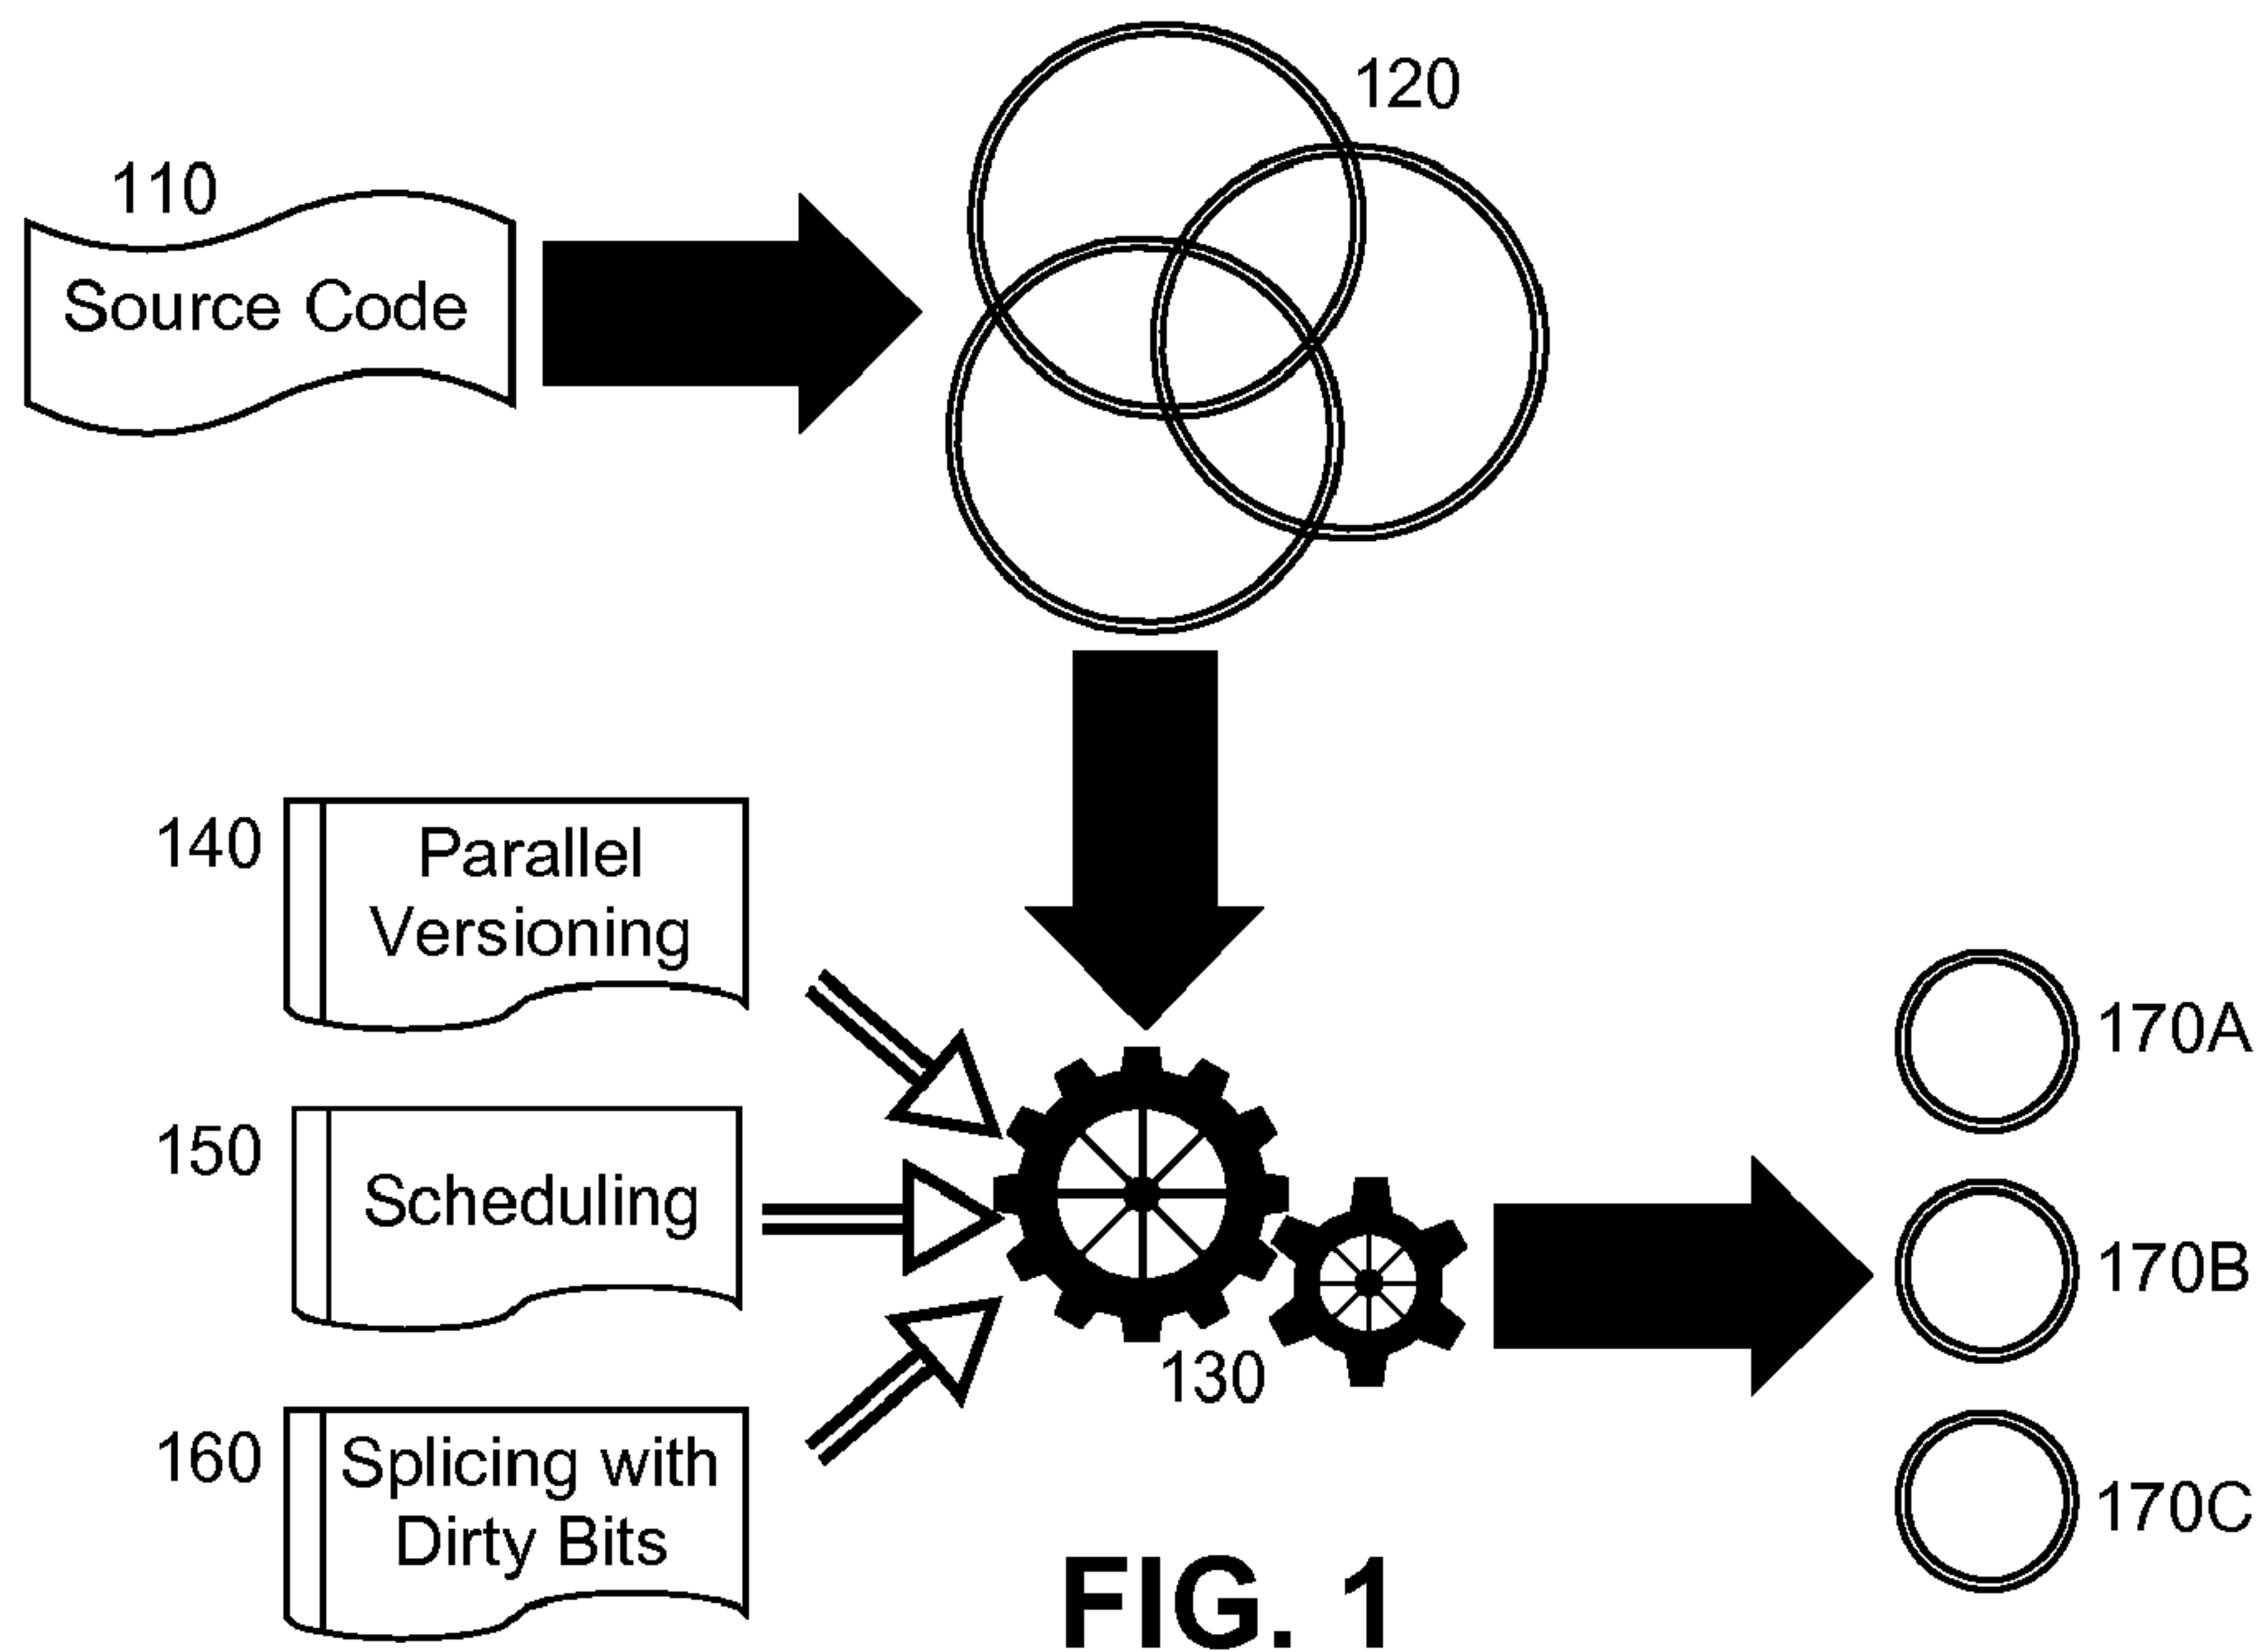 120
110
Source Code
140
Parallel
Versioning
170A
150
Scheduling
170B
130
160
Splicing with
Dirty Bits
170C
FIG. 1